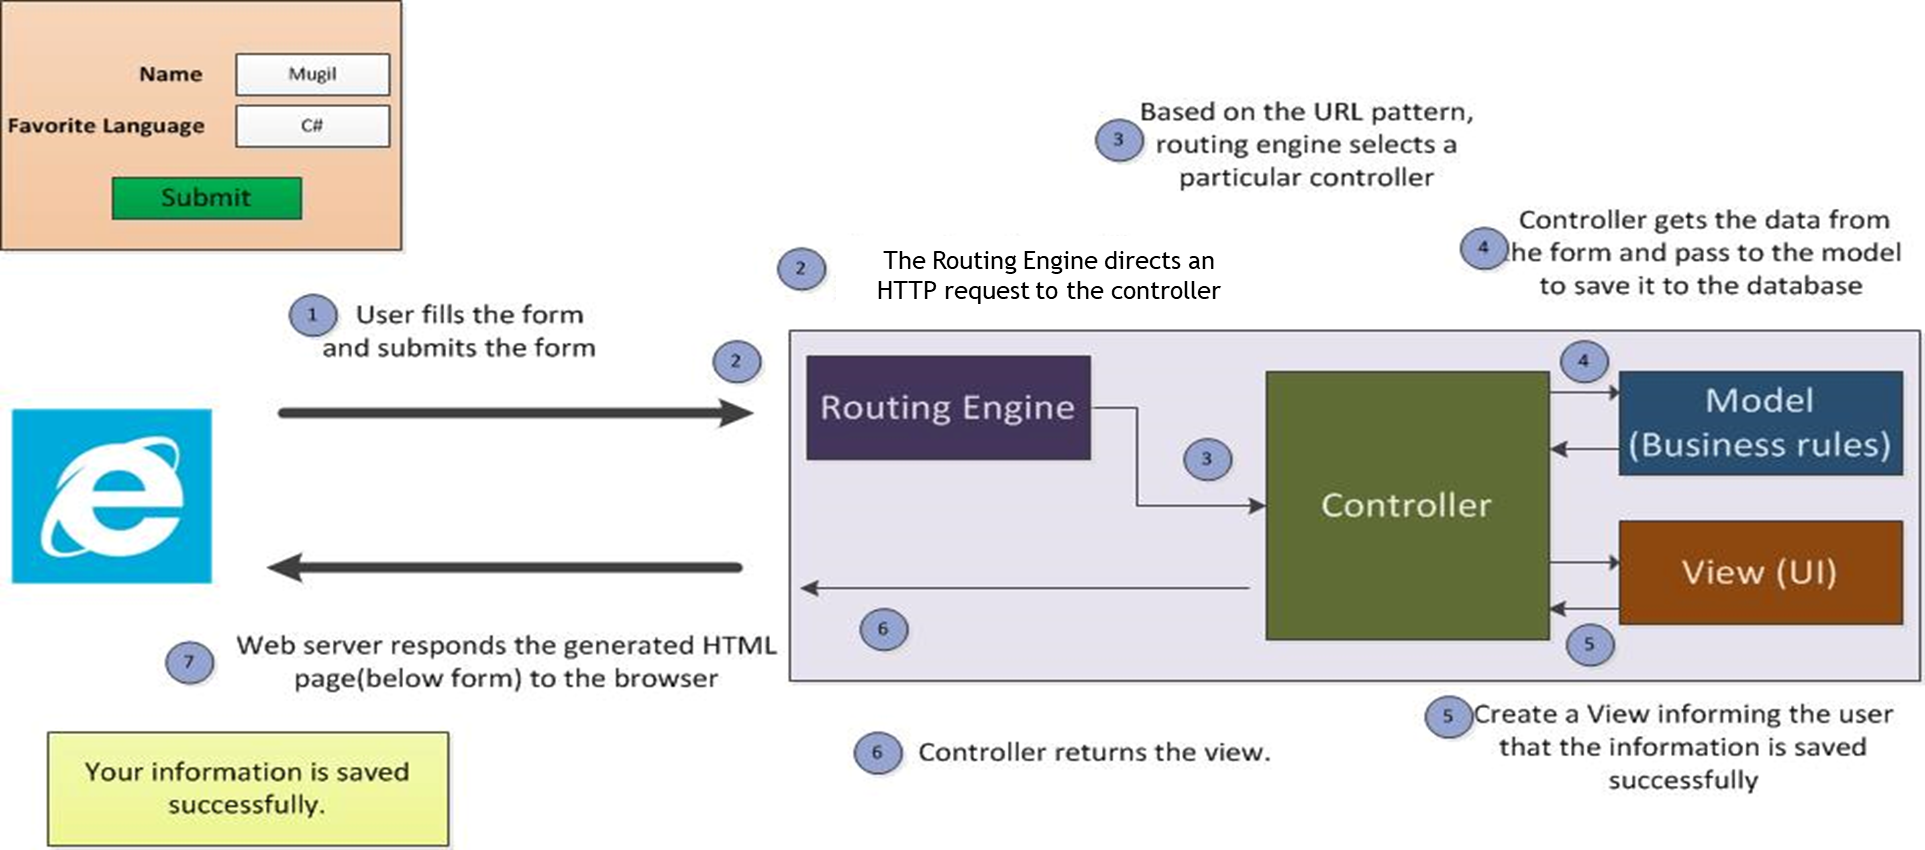 Name
Mugil
Favorite Language
C#
Submit
3
Based on the URL pattern,
routing engine selects a
particular controller
4
Controller gets the data from
he form and pass to the model
to save it to the database
2
The Routing Engine directs an
HTTP request to the controller
1
User fills the form
and submits the form
2
Routing Engine
3
Controller
4
Model
(Business rules)
View (UI)
5
6
7
Web server responds the generated HTML
page(below form) to the browser
5
Create a View informing the user
that the information is saved
successfully
6
Controller returns the view.
Your information is saved
successfully.